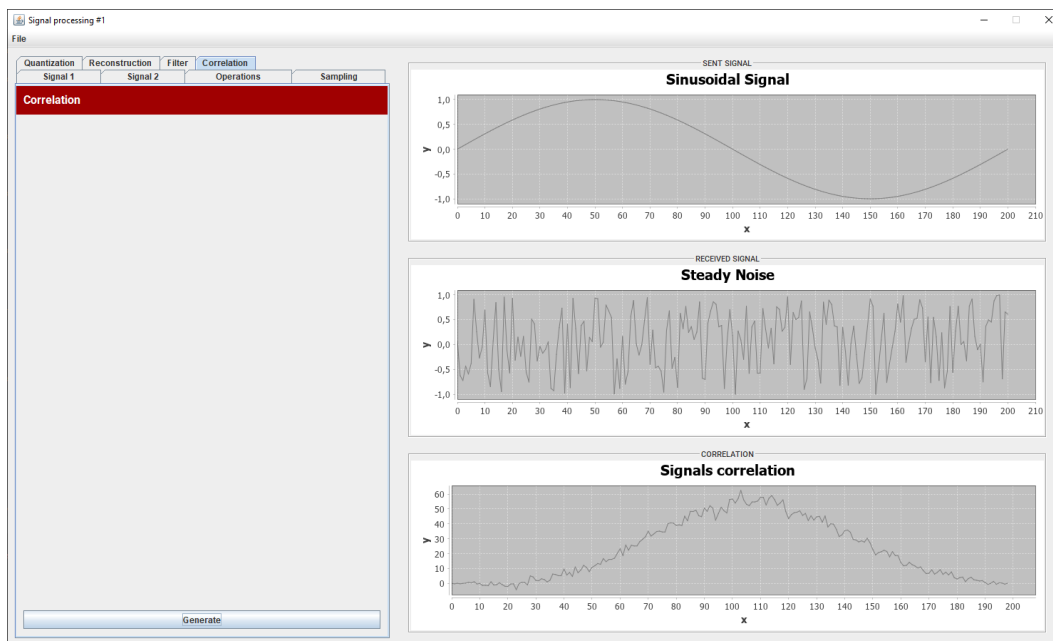 Signal processing #1
File
Quantization Reconstruction Filter Correlation
Signal 1 Signal 2 Operations Sampling
Correlation
Generate
SENT SIGNAL
Sinusoidal Signal
1,0
0,5
0,0
-0,5
-1,0
y
0 10 20 30 40 50 60 70 80 90 100 110 120 130 140 150 160 170 180 190 200 210
x
RECEIVED SIGNAL
Steady Noise
1,0
0,5
0,0
-0,5
-1,0
y
0 10 20 30 40 50 60 70 80 90 100 110 120 130 140 150 160 170 180 190 200 210
x
CORRELATION
Signals correlation
60
50
40
30
20
10
0
y
0 10 20 30 40 50 60 70 80 90 100 110 120 130 140 150 160 170 180 190 200
x